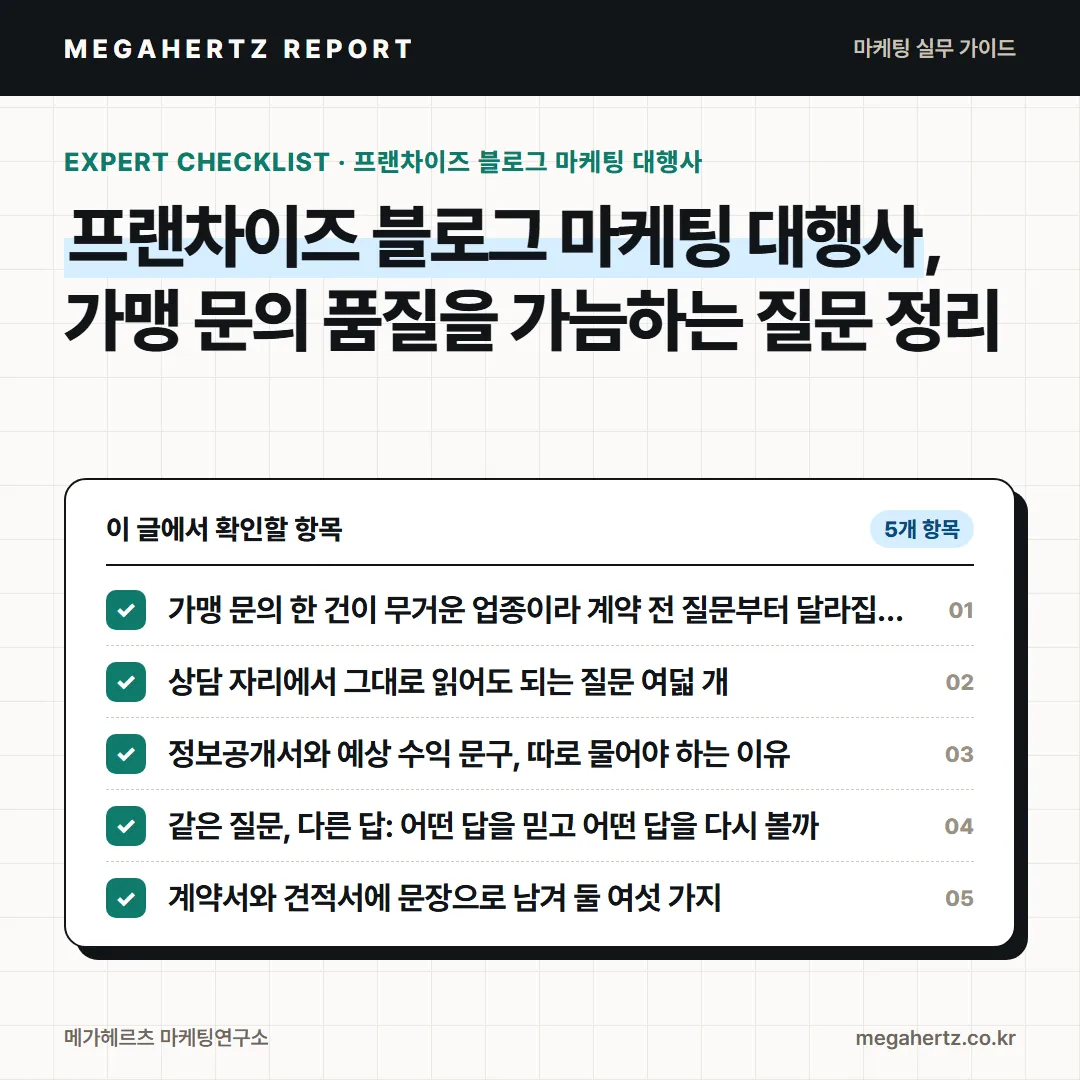 MEGAHERTZ REPORT
마케팅 실무 가이드
EXPERT CHECKLIST · 프랜차이즈 블로그 마케팅 대행사
프랜차이즈 블로그 마케팅 대행사,
가맹 문의 품질을 가늠하는 질문 정리
이 글에서 확인할 항목
5개 항목
가맹 문의 한 건이 무거운 업종이라 계약 전 질문부터 달라집... 01
상담 자리에서 그대로 읽어도 되는 질문 여덟 개 02
정보공개서와 예상 수익 문구, 따로 물어야 하는 이유 03
같은 질문, 다른 답: 어떤 답을 믿고 어떤 답을 다시 볼까 04
계약서와 견적서에 문장으로 남겨 둘 여섯 가지 05
메가헤르츠 마케팅연구소
megahertz.co.kr